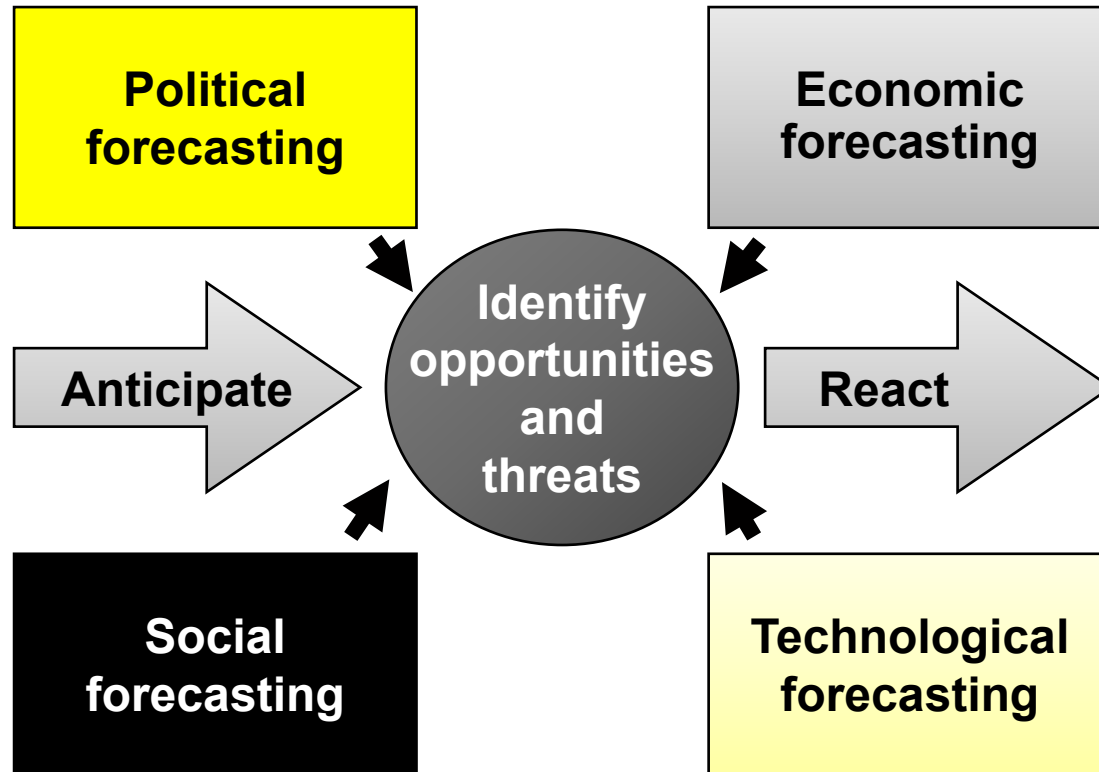 Political
forecasting
Economic
forecasting
Anticipate
Identify
opportunities
and
threats
React
Social
forecasting
Technological
forecasting